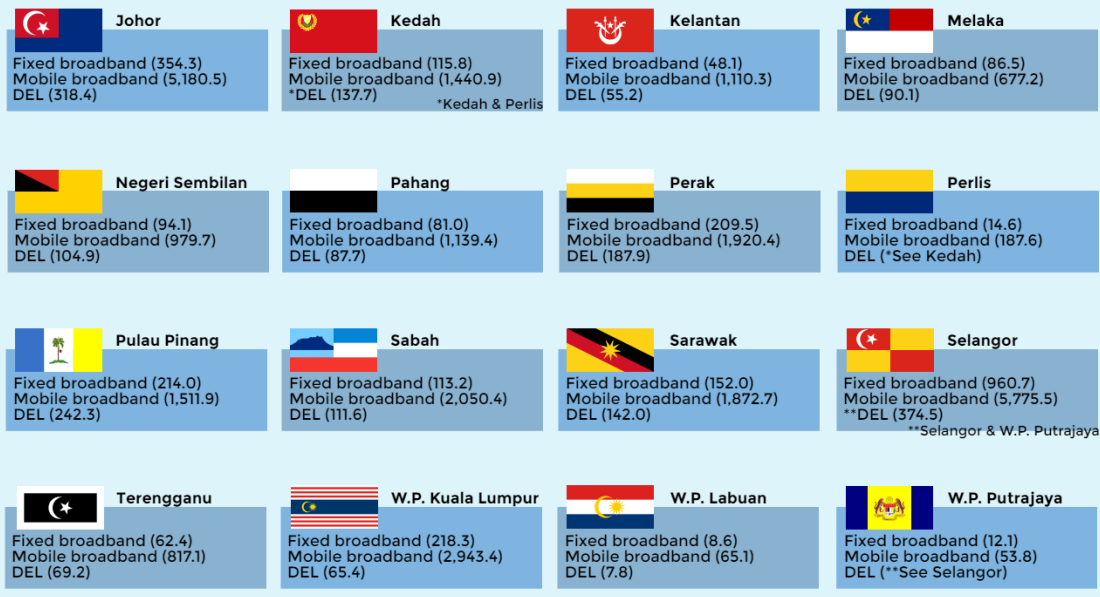 Johor
Fixed broadband (354.3)
Mobile broadband (5,180.5)
DEL (318.4)
Kedah
Fixed broadband (115.8)
Mobile broadband (1,440.9)
*DEL (137.7)
*Kedah & Perlis
Kelantan
Fixed broadband (48.1)
Mobile broadband (1,110.3)
DEL (55.2)
Melaka
Fixed broadband (86.5)
Mobile broadband (677.2)
DEL (90.1)
Negeri Sembilan
Fixed broadband (94.1)
Mobile broadband (979.7)
DEL (104.9)
Pahang
Fixed broadband (81.0)
Mobile broadband (1,139.4)
DEL (87.7)
Perak
Fixed broadband (209.5)
Mobile broadband (1,920.4)
DEL (187.9)
Perlis
Fixed broadband (14.6)
Mobile broadband (187.6)
DEL (*See Kedah)
Pulau Pinang
Fixed broadband (214.0)
Mobile broadband (1,511.9)
DEL (242.3)
Sabah
Fixed broadband (113.2)
Mobile broadband (2,050.4)
DEL (111.6)
Sarawak
Fixed broadband (152.0)
Mobile broadband (1,872.7)
DEL (142.0)
Selangor
Fixed broadband (960.7)
Mobile broadband (5,775.5)
**DEL (374.5)
**Selangor & W.P. Putrajaya
Terengganu
Fixed broadband (62.4)
Mobile broadband (817.1)
DEL (69.2)
W.P. Kuala Lumpur
Fixed broadband (218.3)
Mobile broadband (2,943.4)
DEL (65.4)
W.P. Labuan
Fixed broadband (8.6)
Mobile broadband (65.1)
DEL (7.8)
W.P. Putrajaya
Fixed broadband (12.1)
Mobile broadband (53.8)
DEL (**See Selangor)